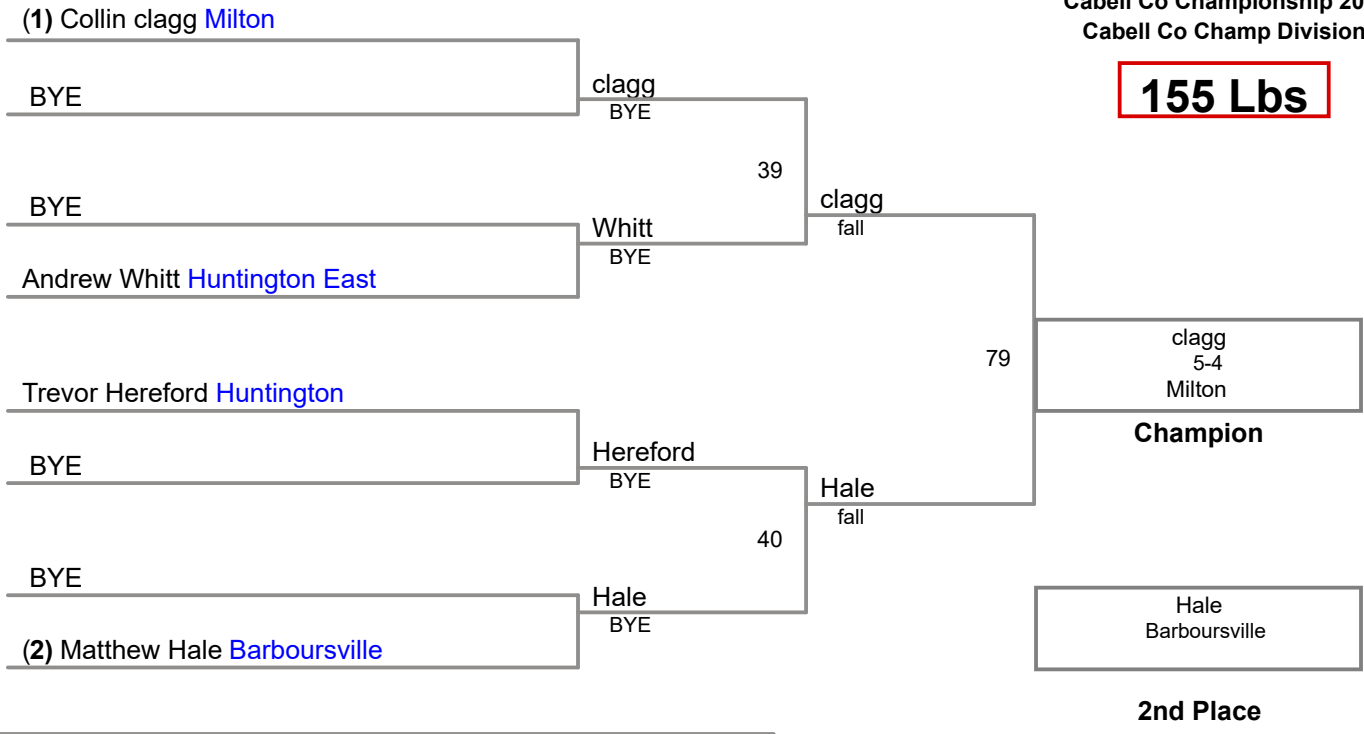 Cabell Co Championship 20
Cabell Co Champ Division
155 Lbs
(1) Collin clagg Milton
BYE
clagg
BYE
39
BYE
Whitt
BYE
Andrew Whitt Huntington East
clagg
fall
Trevor Hereford Huntington
BYE
Hereford
BYE
40
BYE
Hale
BYE
(2) Matthew Hale Barboursville
Hale
fall
79
clagg
5-4
Milton
Champion
Hale
Barboursville
2nd Place